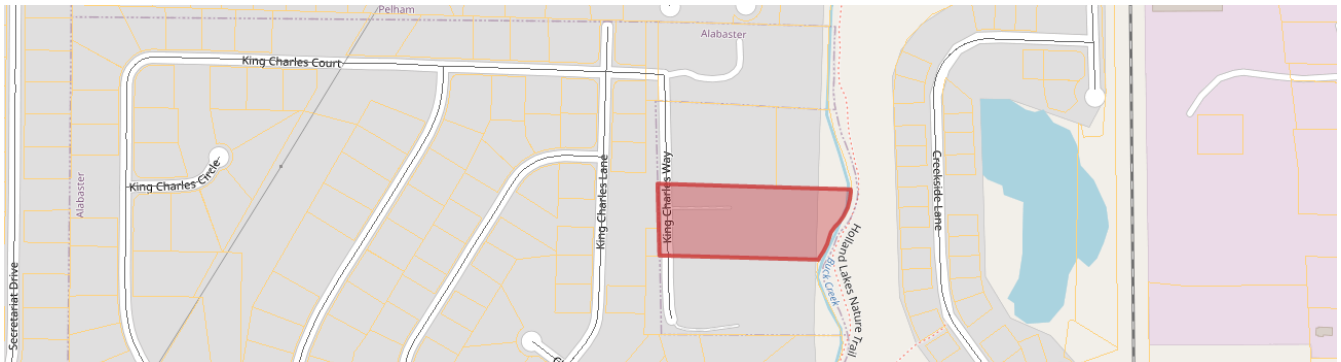 Pelham
Alabaster
King Charles Court
King Charles Circle
Alabaster
Secretariat Drive
King Charles Lane
King Charles Way
Holland Lakes Nature Trail
Buck Creek
Creekside Lane